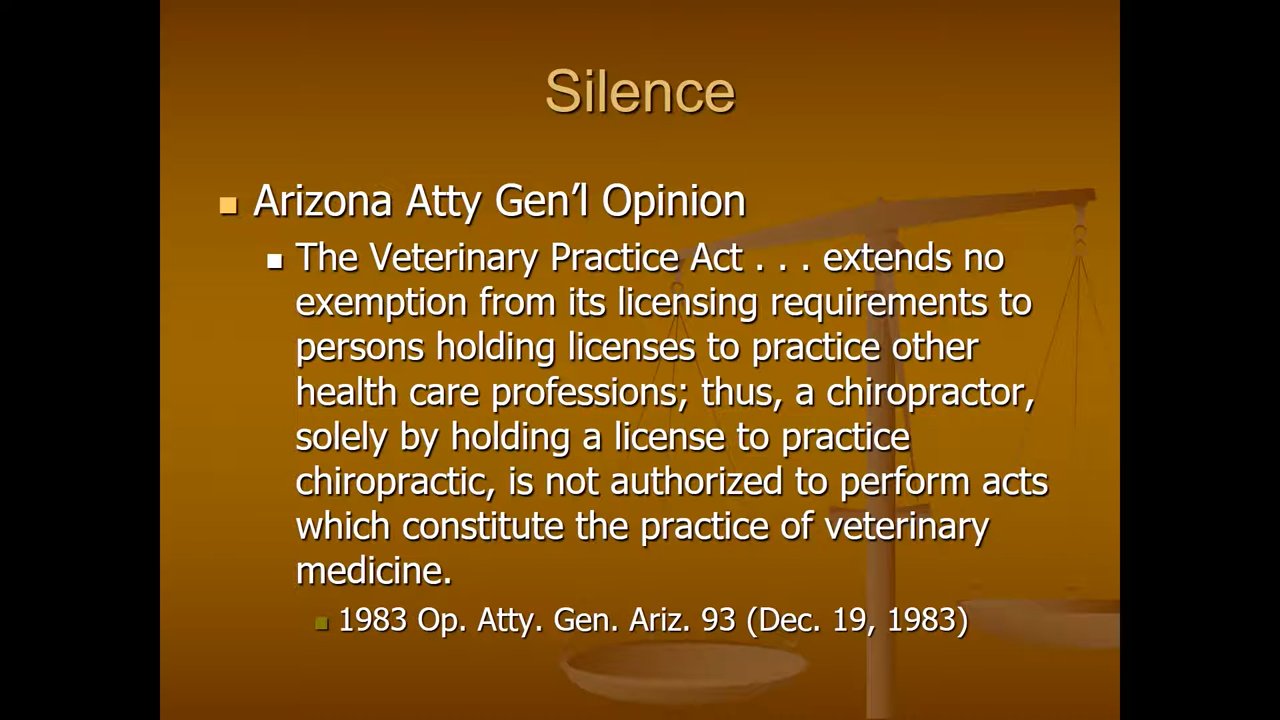 Silence
Arizona Atty Gen’l Opinion
The Veterinary Practice Act . . . extends no
exemption from its licensing requirements to
persons holding licenses to practice other
health care professions; thus, a chiropractor,
solely by holding a license to practice
chiropractic, is not authorized to perform acts
which constitute the practice of veterinary
medicine.
1983 Op. Atty. Gen. Ariz. 93 (Dec. 19, 1983)